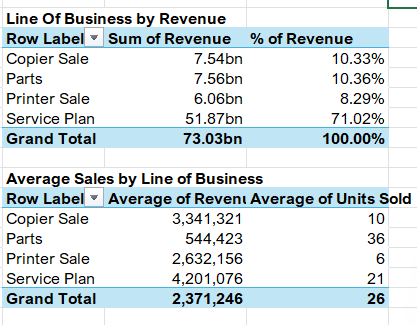 Line Of Business by Revenue
Row Label Sum of Revenue % of Revenue
Copier Sale 7.54bn 10.33%
Parts 7.56bn 10.36%
Printer Sale 6.06bn 8.29%
Service Plan 51.87bn 71.02%
Grand Total 73.03bn 100.00%
Average Sales by Line of Business
Row Label Average of Revenu Average of Units Sold
Copier Sale 3,341,321 10
Parts 544,423 36
Printer Sale 2,632,156 6
Service Plan 4,201,076 21
Grand Total 2,371,246 26